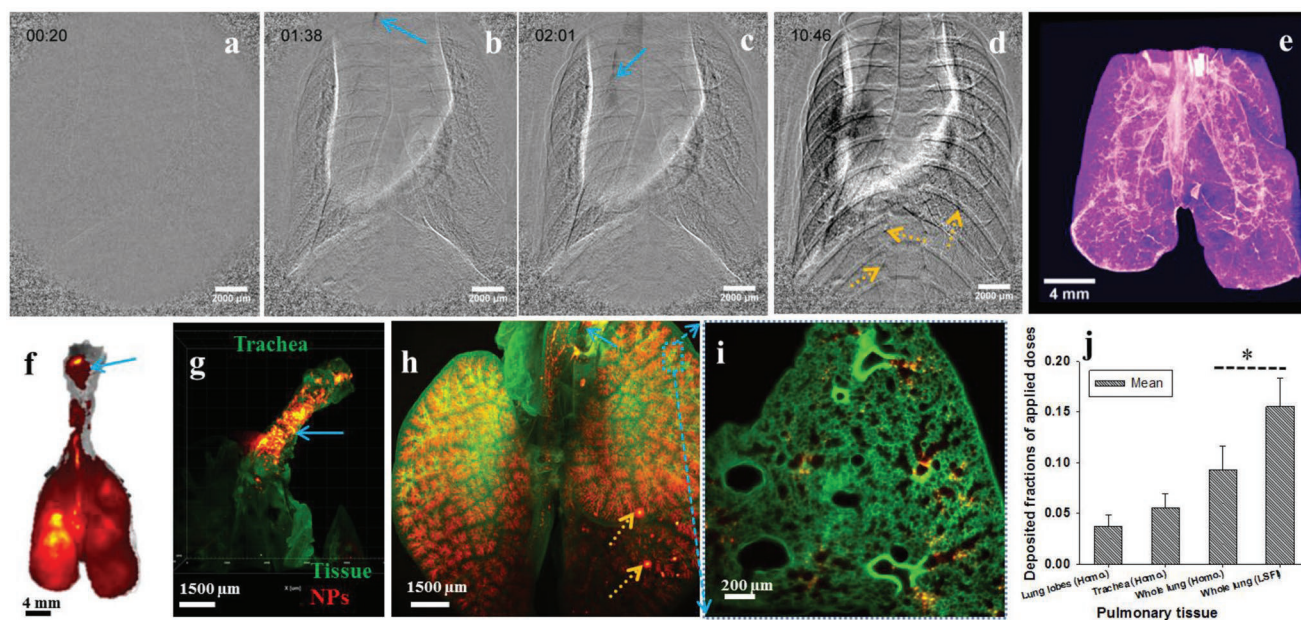 00:20
a
2000 µm
01:38
b
2000 µm
02:01
c
2000 µm
10:46
d
2000 µm
e
4 mm
f
4 mm
g
Trachea
Tissue
NPs
1500 µm
h
1500 µm
i
200 µm
j
*
Mean
Deposited fractions of applied doses
0.20
0.15
0.10
0.05
0.00
Lung lobes (Homo)
Trachea (Homo)
Whole lung (Homo)
Whole lung (LSFI)
Pulmonary tissue